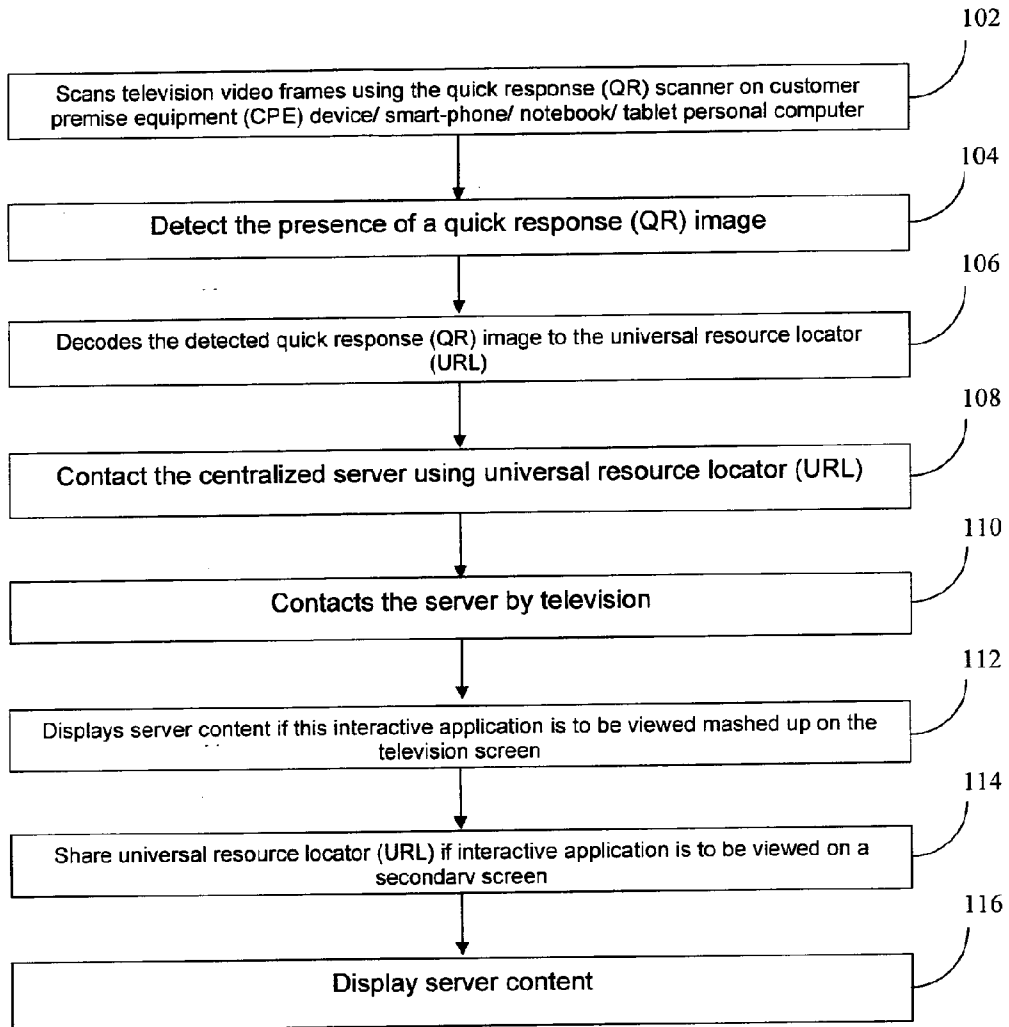 102
Scans television video frames using the quick response (QR) scanner on customer
premise equipment (CPE) device/ smart-phone/ notebook/ tablet personal computer
104
Detect the presence of a quick response (QR) image
106
Decodes the detected quick response (QR) image to the universal resource locator
(URL)
108
Contact the centralized server using universal resource locator (URL)
110
Contacts the server by television
112
Displays server content if this interactive application is to be viewed mashed up on the
television screen
114
Share universal resource locator (URL) if interactive application is to be viewed on a
secondary screen
116
Display server content